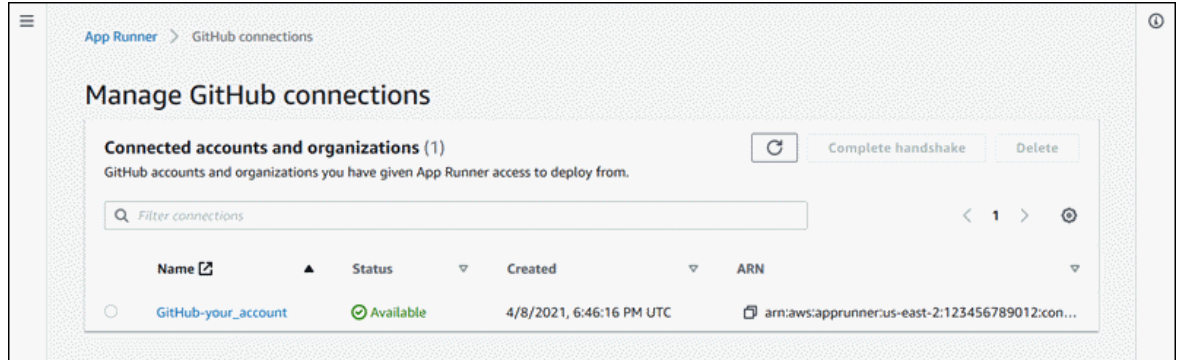 App Runner > GitHub connections
Manage GitHub connections
Connected accounts and organizations (1)
Complete handshake
Delete
GitHub accounts and organizations you have given App Runner access to deploy from.
Filter connections
< 1 >
Name Status Created ARN
GitHub-your_account Available 4/8/2021, 6:46:16 PM UTC arn:aws:apprunner:us-east-2:123456789012:con...